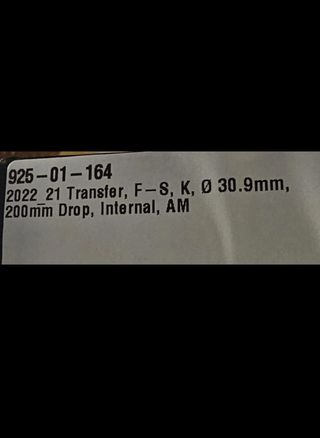 925-01-164
2022_21 Transfer, F-S, K, Ø 30.9mm,
200mm Drop, Internal, AM